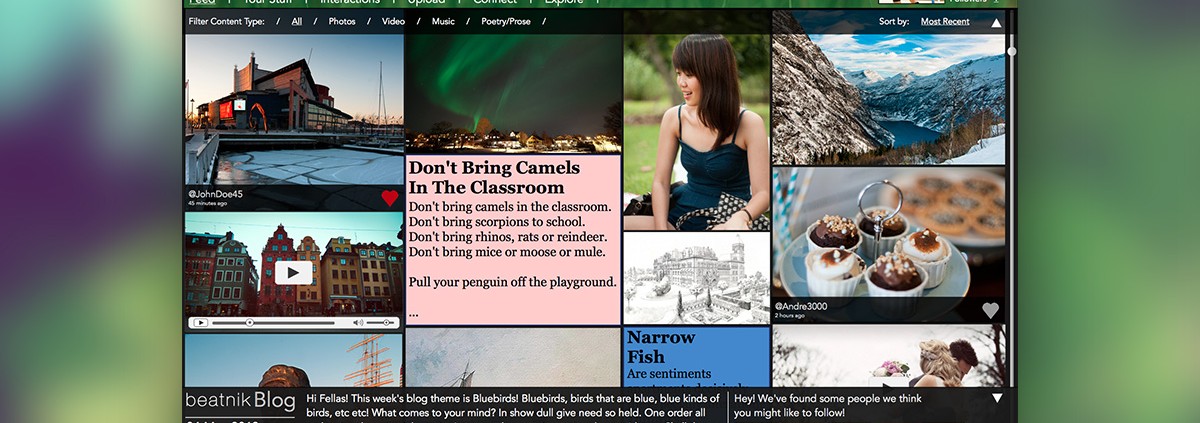 Feed / Your Stuff / Interactions / Upload / Connect / Explore /
Followers
Filter Content Type: / All / Photos / Video / Music / Poetry/Prose /
Sort by: Most Recent
@JohnDoe45
45 minutes ago
Don't Bring Camels
In The Classroom
Don't bring camels in the classroom.
Don't bring scorpions to school.
Don't bring rhinos, rats or reindeer.
Don't bring mice or moose or mule.
Pull your penguin off the playground.
...
@Andre3000
2 hours ago
Narrow
Fish
Are sentiments
beatnik Blog
Hi Fellas! This week's blog theme is Bluebirds! Bluebirds, birds that are blue, blue kinds of
birds, etc etc! What comes to your mind? In show dull give need so held. One order all
Hey! We've found some people we think
you might like to follow!